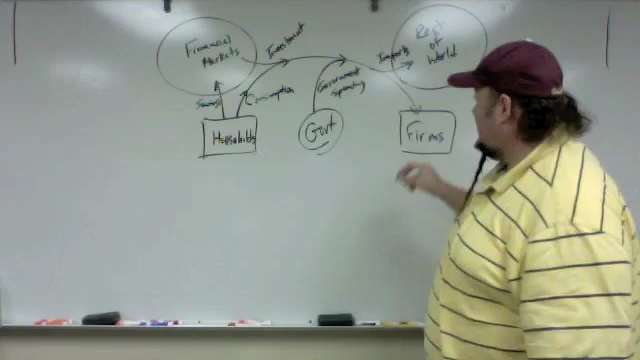 Financial
Markets
Investment
Rest
of
World
Imports
Government
Spending
Savings
Consumption
Households
Govt
Firms